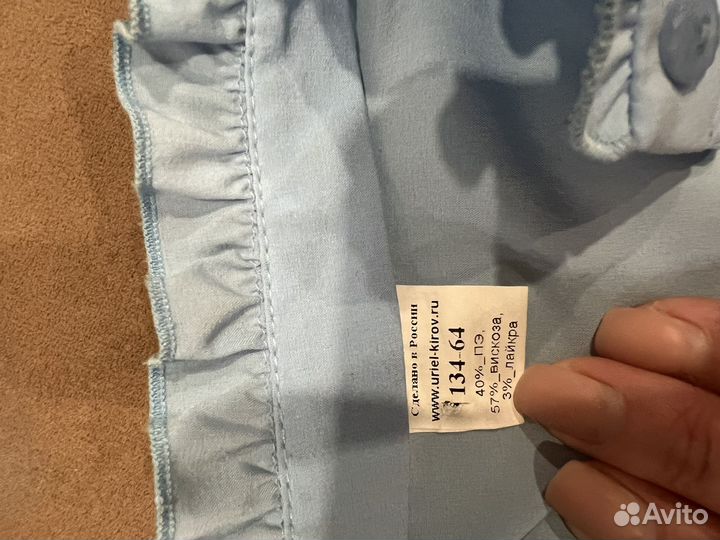 Сделано в России
www.uriel-kirov.ru
134-64
40%_ПЭ,
57%_вискоза,
3%_лайкра
Avito